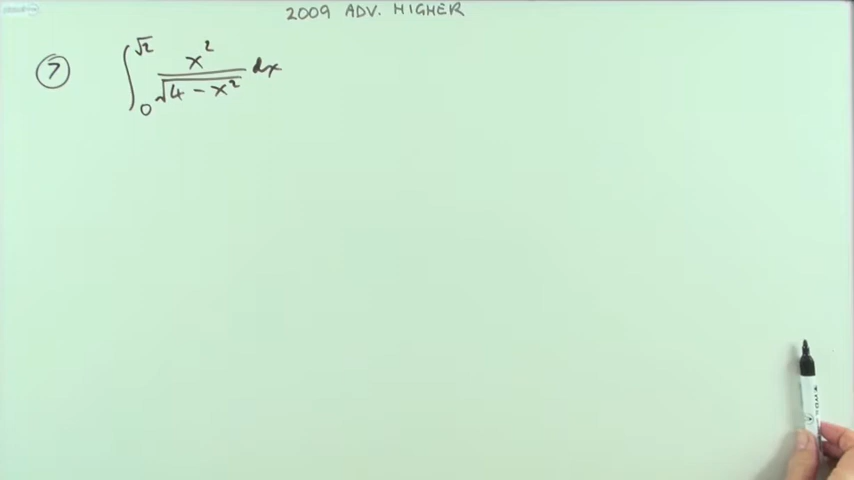 2009 ADV. HIGHER
7 ∫₀^√2 x²/√(4 − x²) dx